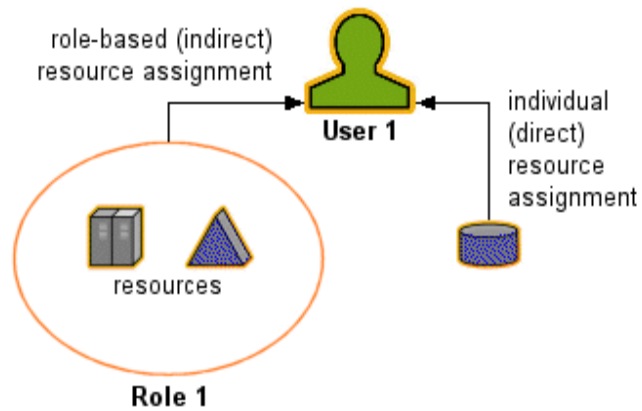 role-based (indirect)
resource assignment
User 1
individual
(direct)
resource
assignment
resources
Role 1